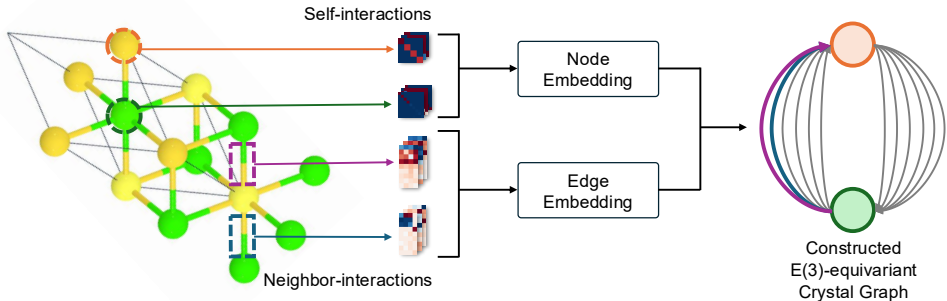 Self-interactions
Node
Embedding
Edge
Embedding
Neighbor-interactions
Constructed
E(3)-equivariant
Crystal Graph